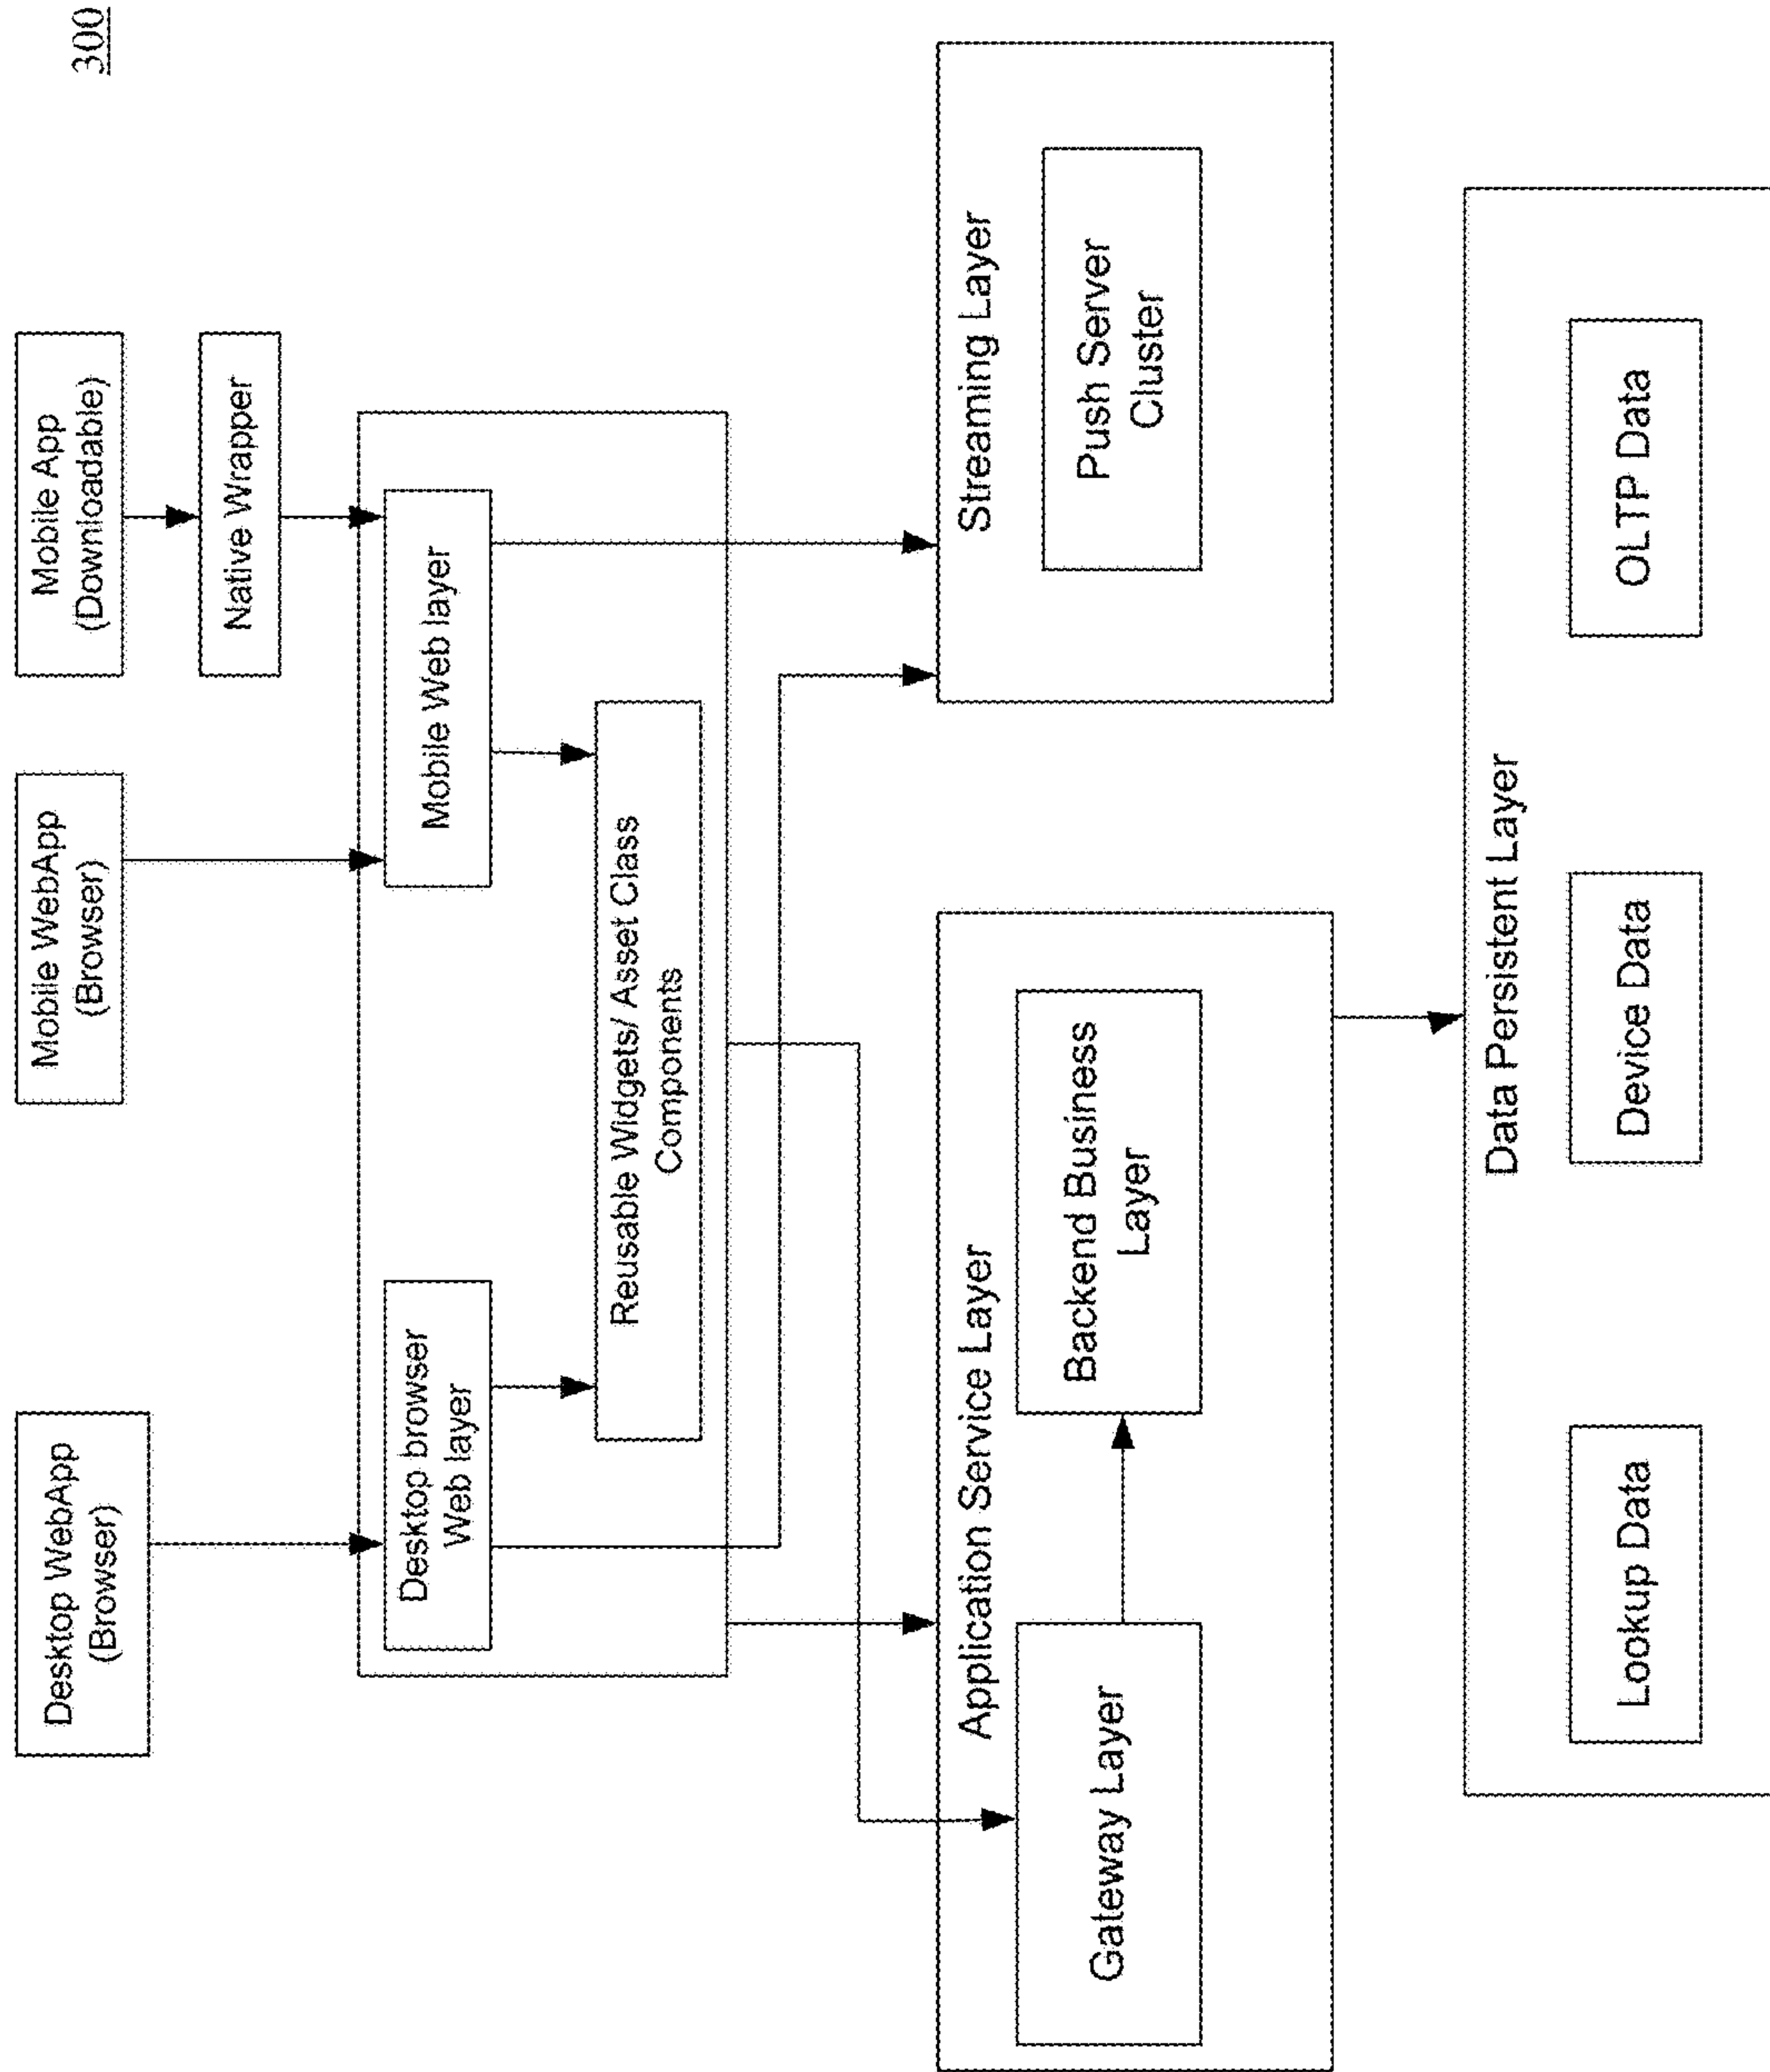 300
Desktop WebApp
(Browser)
Mobile WebApp
(Browser)
Mobile App
(Downloadable)
Native Wrapper
Desktop browser
Web layer
Mobile Web layer
Reusable Widgets/ Asset Class
Components
Application Service Layer
Gateway Layer
Backend Business
Layer
Streaming Layer
Push Server
Cluster
Data Persistent Layer
Lookup Data
Device Data
OLTP Data